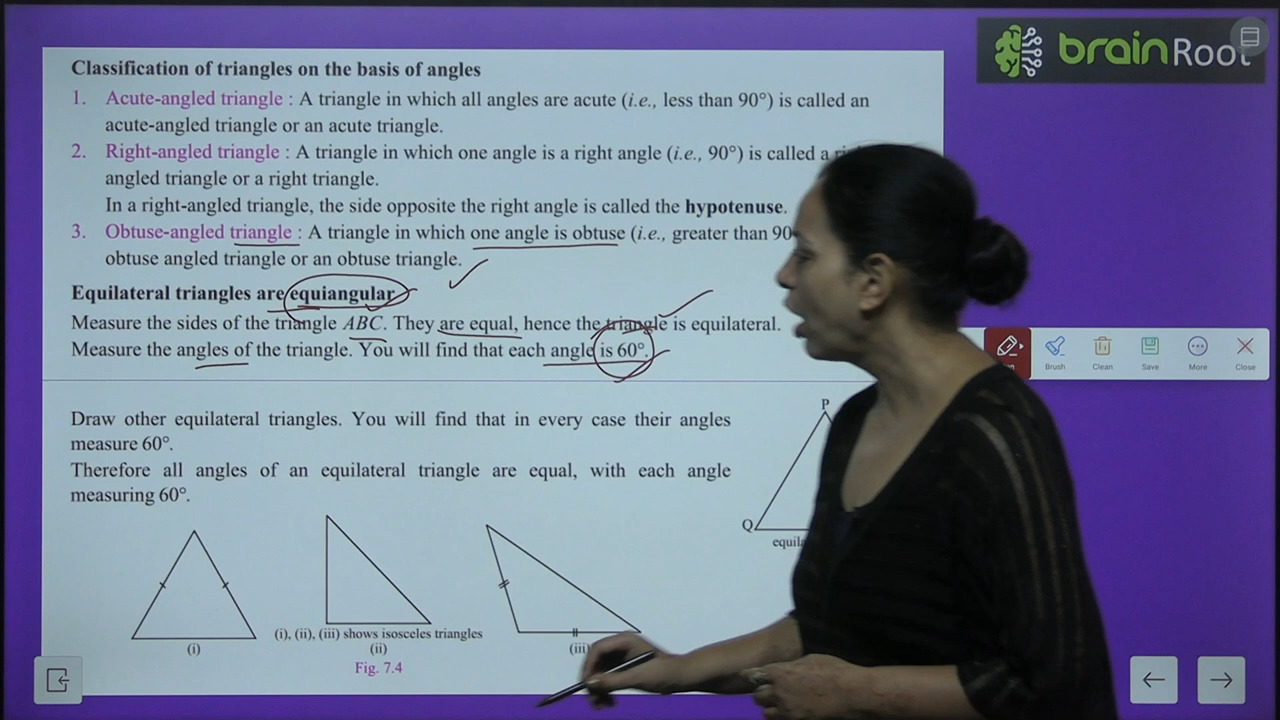 brainRoot
Classification of triangles on the basis of angles
1. Acute-angled triangle : A triangle in which all angles are acute (i.e., less than 90°) is called an
acute-angled triangle or an acute triangle.
2. Right-angled triangle : A triangle in which one angle is a right angle (i.e., 90°) is called a
angled triangle or a right triangle.
In a right-angled triangle, the side opposite the right angle is called the hypotenuse.
3. Obtuse-angled triangle : A triangle in which one angle is obtuse (i.e., greater than 90
obtuse angled triangle or an obtuse triangle.
Equilateral triangles are equiangular
Measure the sides of the triangle ABC. They are equal, hence the triangle is equilateral.
Measure the angles of the triangle. You will find that each angle is 60°.
Brush Clean Save More Close
Draw other equilateral triangles. You will find that in every case their angles
measure 60°.
Therefore all angles of an equilateral triangle are equal, with each angle
measuring 60°.
P
Q
(i), (ii), (iii) shows isosceles triangles
(i) (ii) (iii)
Fig. 7.4